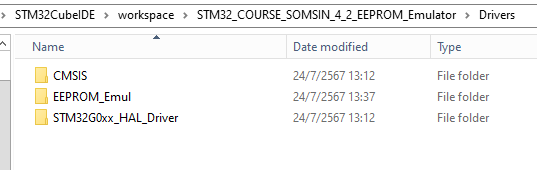 STM32CubeIDE > workspace > STM32_COURSE_SOMSIN_4_2_EEPROM_Emulator > Drivers
Name Date modified Type
CMSIS 24/7/2567 13:12 File folder
EEPROM_Emul 24/7/2567 13:37 File folder
STM32G0xx_HAL_Driver 24/7/2567 13:12 File folder